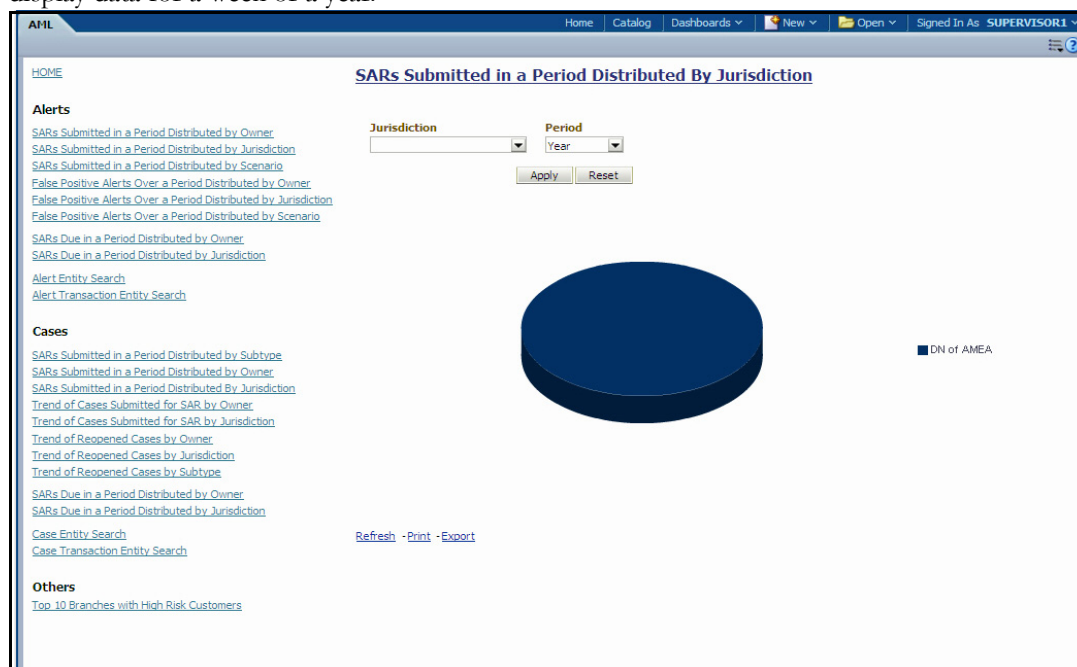 display data for a week of a year.
AML
Home Catalog Dashboards New Open Signed In As SUPERVISOR1
HOME
Alerts
SARs Submitted in a Period Distributed by Owner
SARs Submitted in a Period Distributed by Jurisdiction
SARs Submitted in a Period Distributed by Scenario
False Positive Alerts Over a Period Distributed by Owner
False Positive Alerts Over a Period Distributed by Jurisdiction
False Positive Alerts Over a Period Distributed by Scenario
SARs Due in a Period Distributed by Owner
SARs Due in a Period Distributed by Jurisdiction
Alert Entity Search
Alert Transaction Entity Search
Cases
SARs Submitted in a Period Distributed by Subtype
SARs Submitted in a Period Distributed by Owner
SARs Submitted in a Period Distributed By Jurisdiction
Trend of Cases Submitted for SAR by Owner
Trend of Cases Submitted for SAR by Jurisdiction
Trend of Reopened Cases by Owner
Trend of Reopened Cases by Jurisdiction
Trend of Reopened Cases by Subtype
SARs Due in a Period Distributed by Owner
SARs Due in a Period Distributed by Jurisdiction
Case Entity Search
Case Transaction Entity Search
Others
Top 10 Branches with High Risk Customers
SARs Submitted in a Period Distributed By Jurisdiction
Jurisdiction Period
Year
Apply Reset
DN of AMEA
Refresh - Print - Export